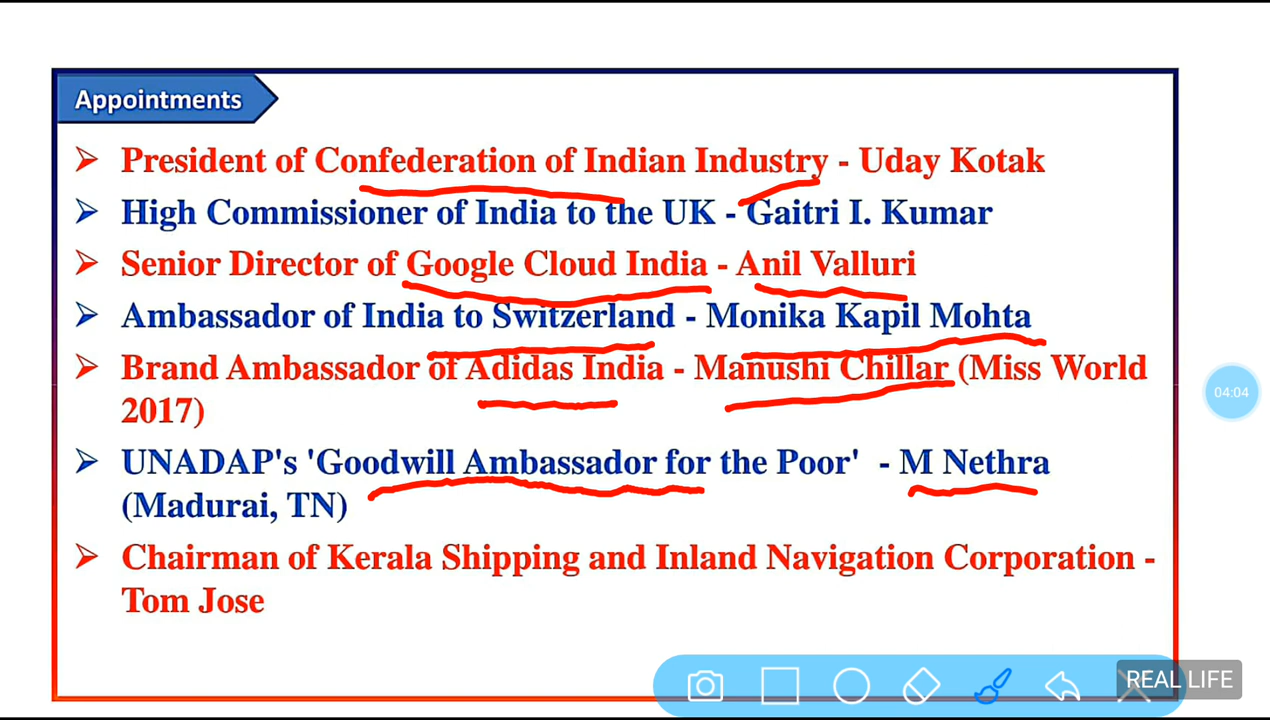 Appointments
President of Confederation of Indian Industry - Uday Kotak
High Commissioner of India to the UK - Gaitri I. Kumar
Senior Director of Google Cloud India - Anil Valluri
Ambassador of India to Switzerland - Monika Kapil Mohta
Brand Ambassador of Adidas India - Manushi Chillar (Miss World
2017)
UNADAP's 'Goodwill Ambassador for the Poor' - M Nethra
(Madurai, TN)
Chairman of Kerala Shipping and Inland Navigation Corporation -
Tom Jose
04:04
REAL LIFE